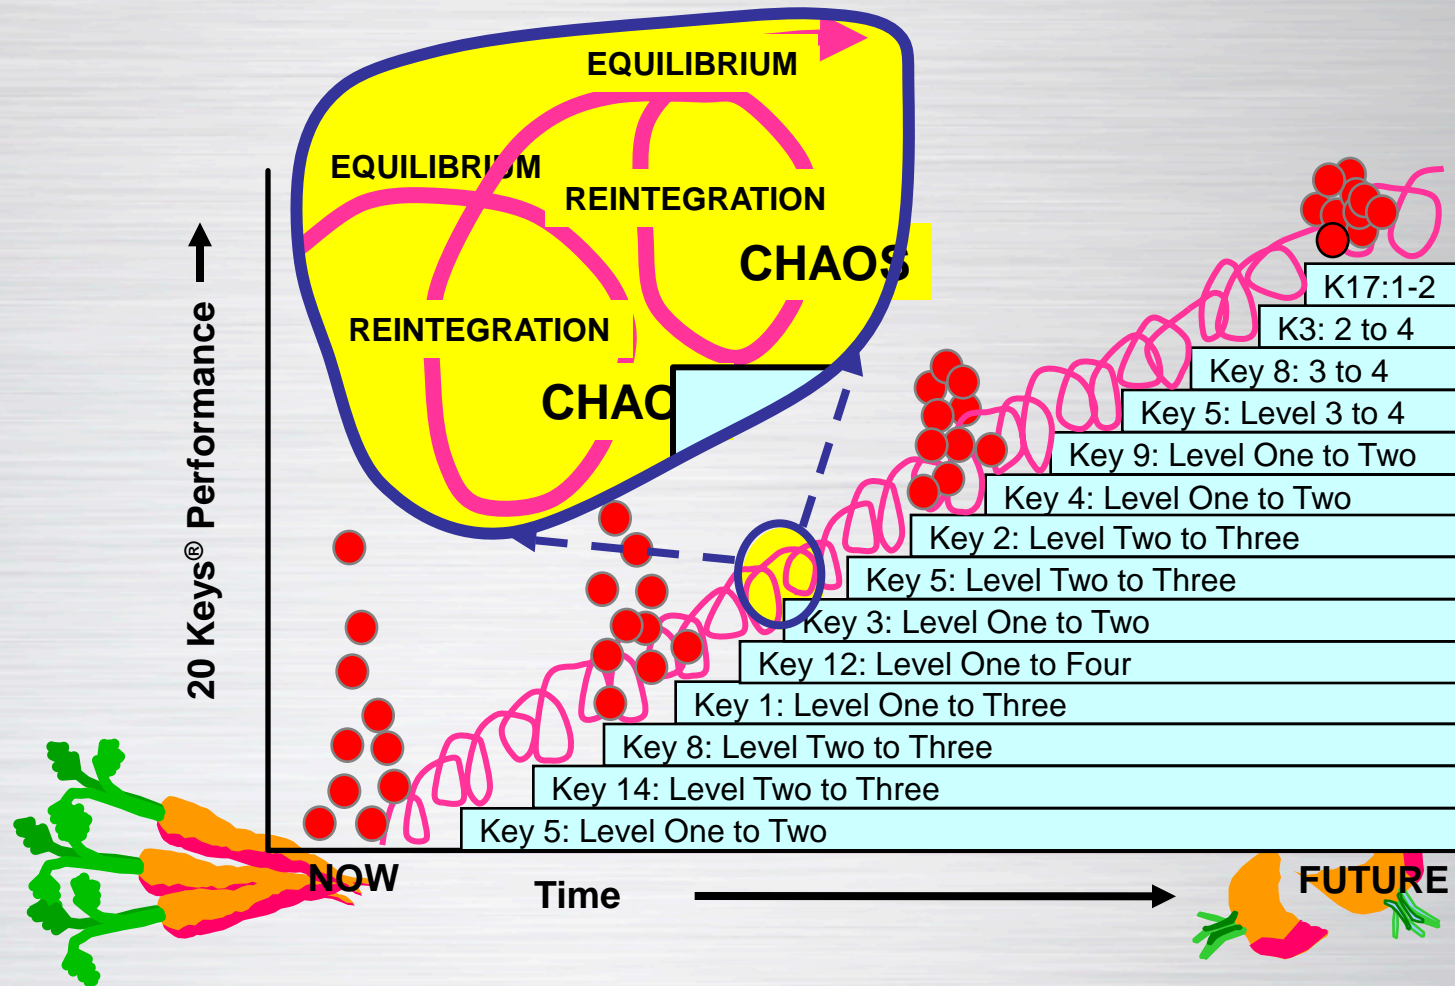 EQUILIBRIUM
EQUILIBRIUM
REINTEGRATION
CHAOS
REINTEGRATION
CHAO
20 Keys® Performance
K17:1-2
K3: 2 to 4
Key 8: 3 to 4
Key 5: Level 3 to 4
Key 9: Level One to Two
Key 4: Level One to Two
Key 2: Level Two to Three
Key 5: Level Two to Three
Key 3: Level One to Two
Key 12: Level One to Four
Key 1: Level One to Three
Key 8: Level Two to Three
Key 14: Level Two to Three
Key 5: Level One to Two
NOW
Time
FUTURE